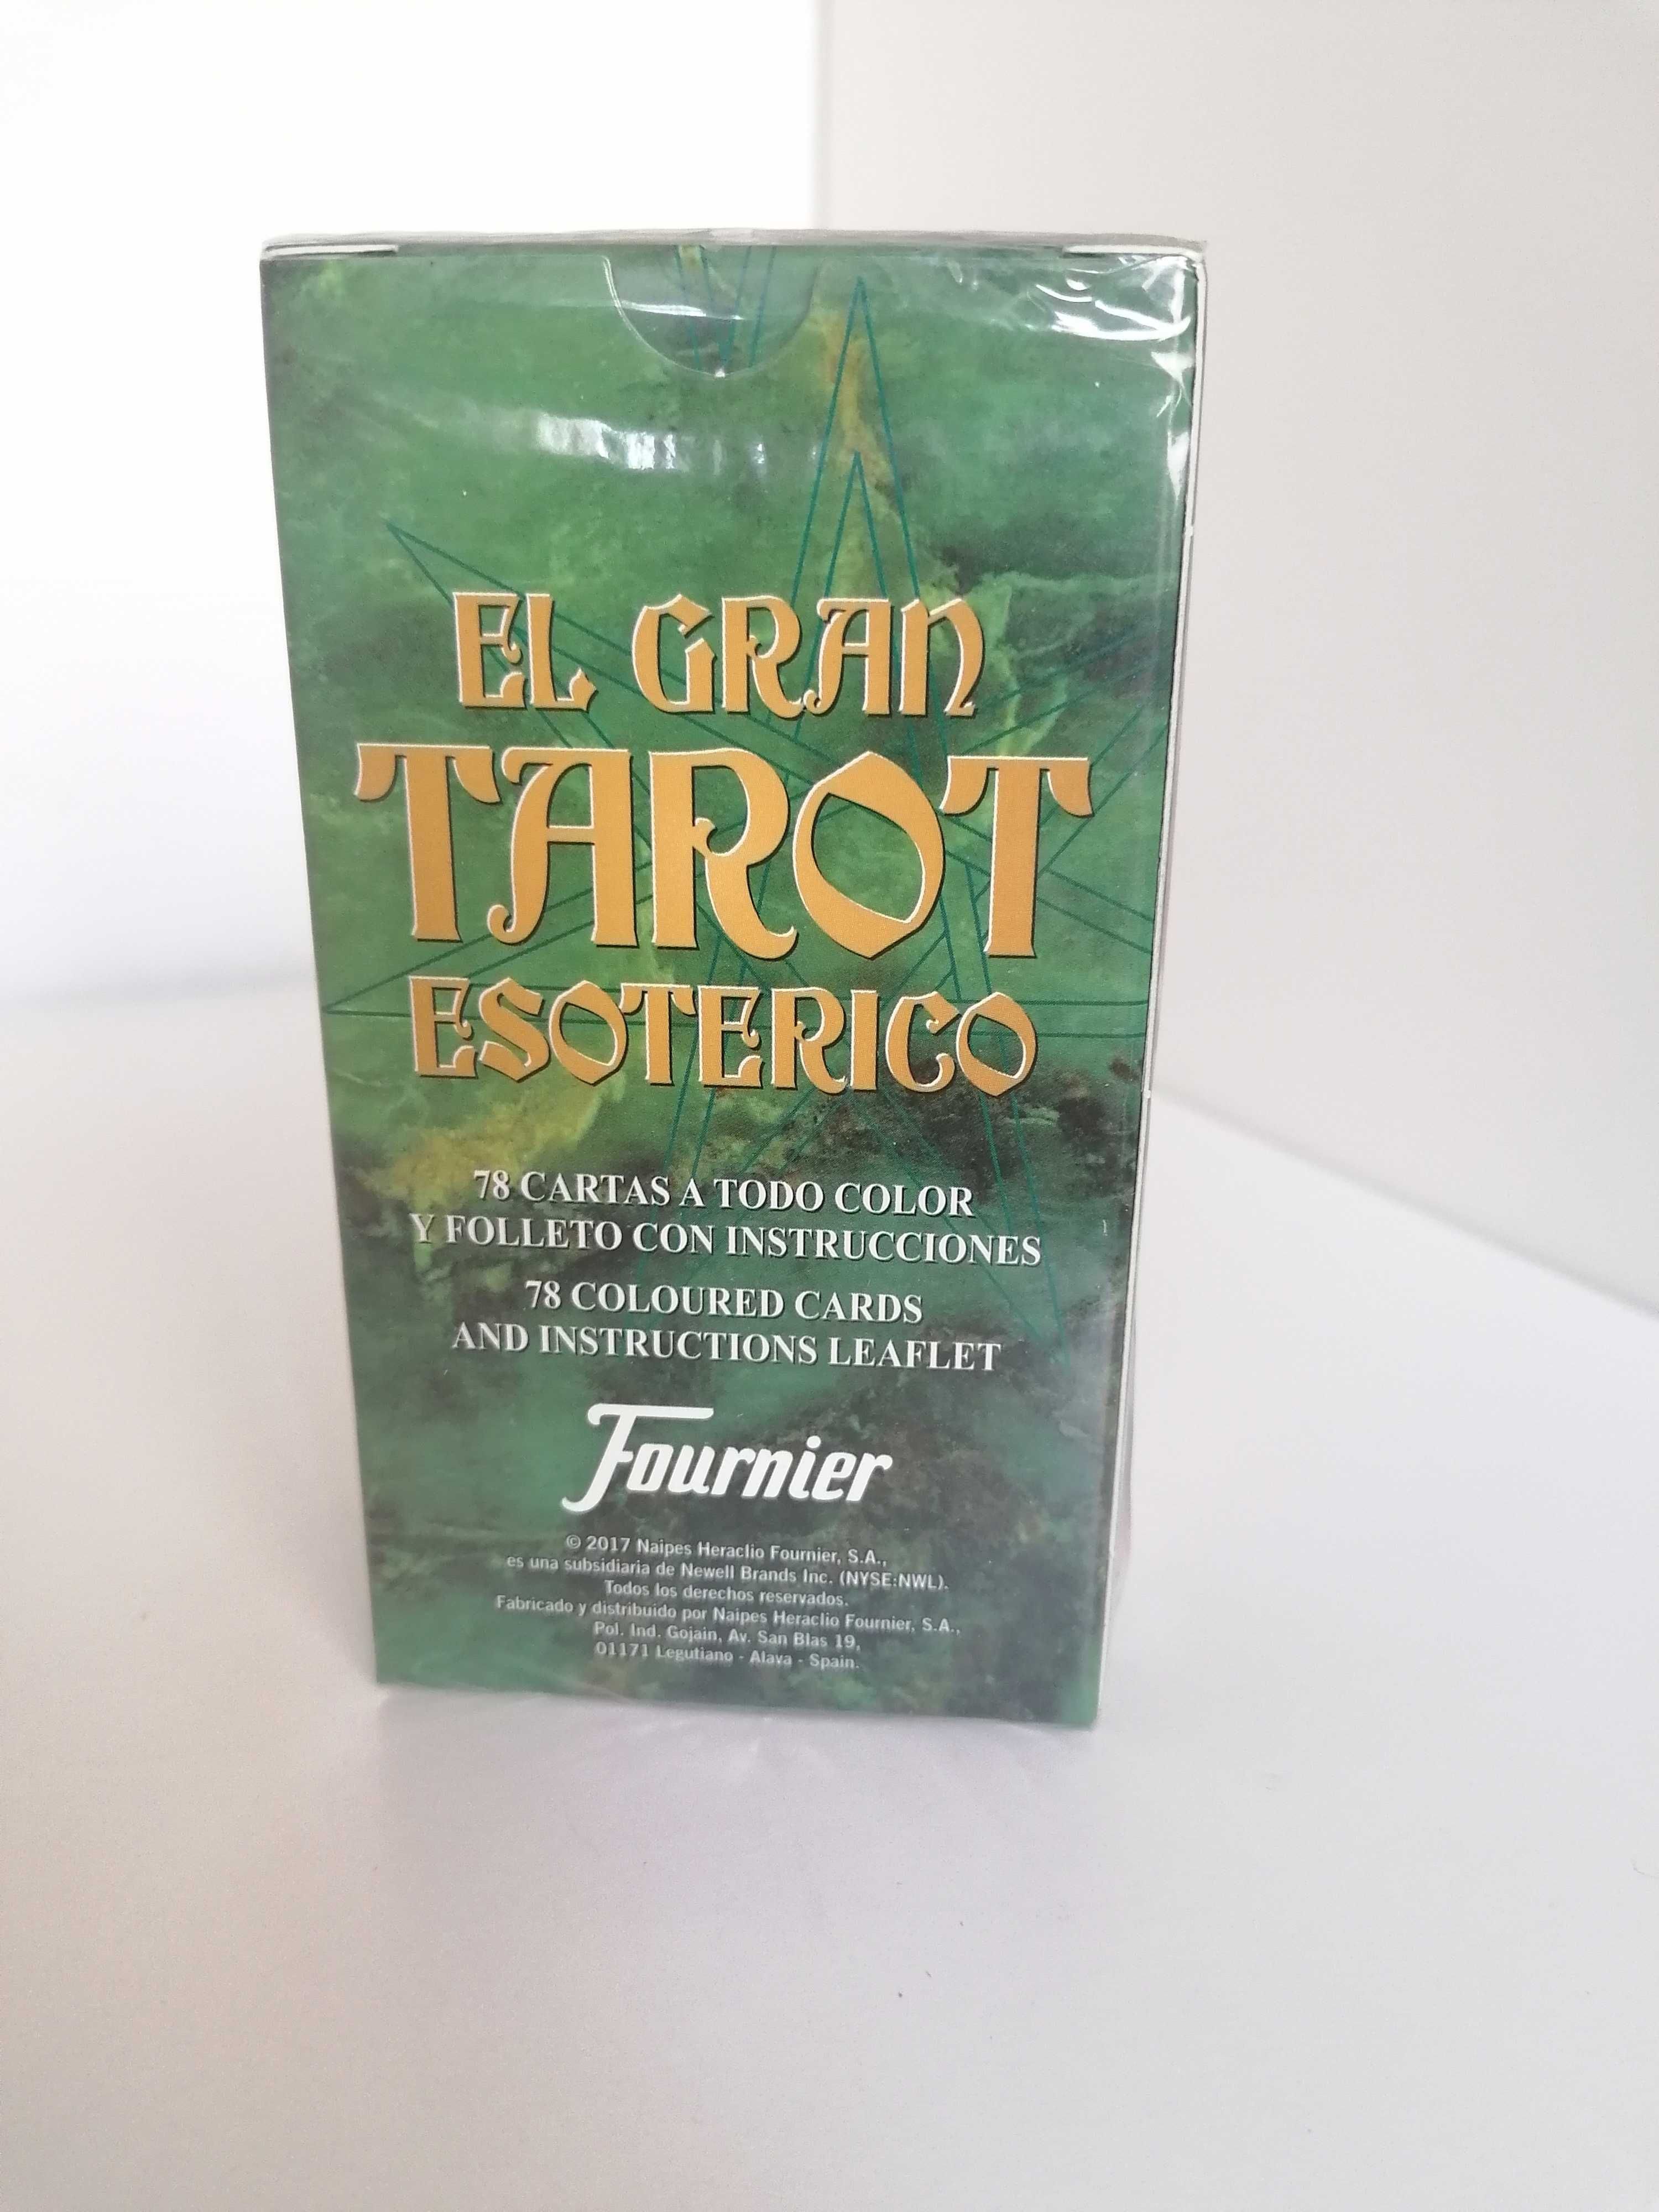 EL GRAN
TAROT
ESOTERICO
78 CARTAS A TODO COLOR
Y FOLLETO CON INSTRUCCIONES
78 COLOURED CARDS
AND INSTRUCTIONS LEAFLET
Fournier
© 2017 Naipes Heraclio Fournier, S.A.,
es una subsidiaria de Newell Brands Inc. (NYSE:NWL).
Todos los derechos reservados.
Fabricado y distribuido por Naipes Heraclio Fournier, S.A.,
Pol. Ind. Gojain, Av. San Blas 19,
01171 Legutiano - Alava - Spain.